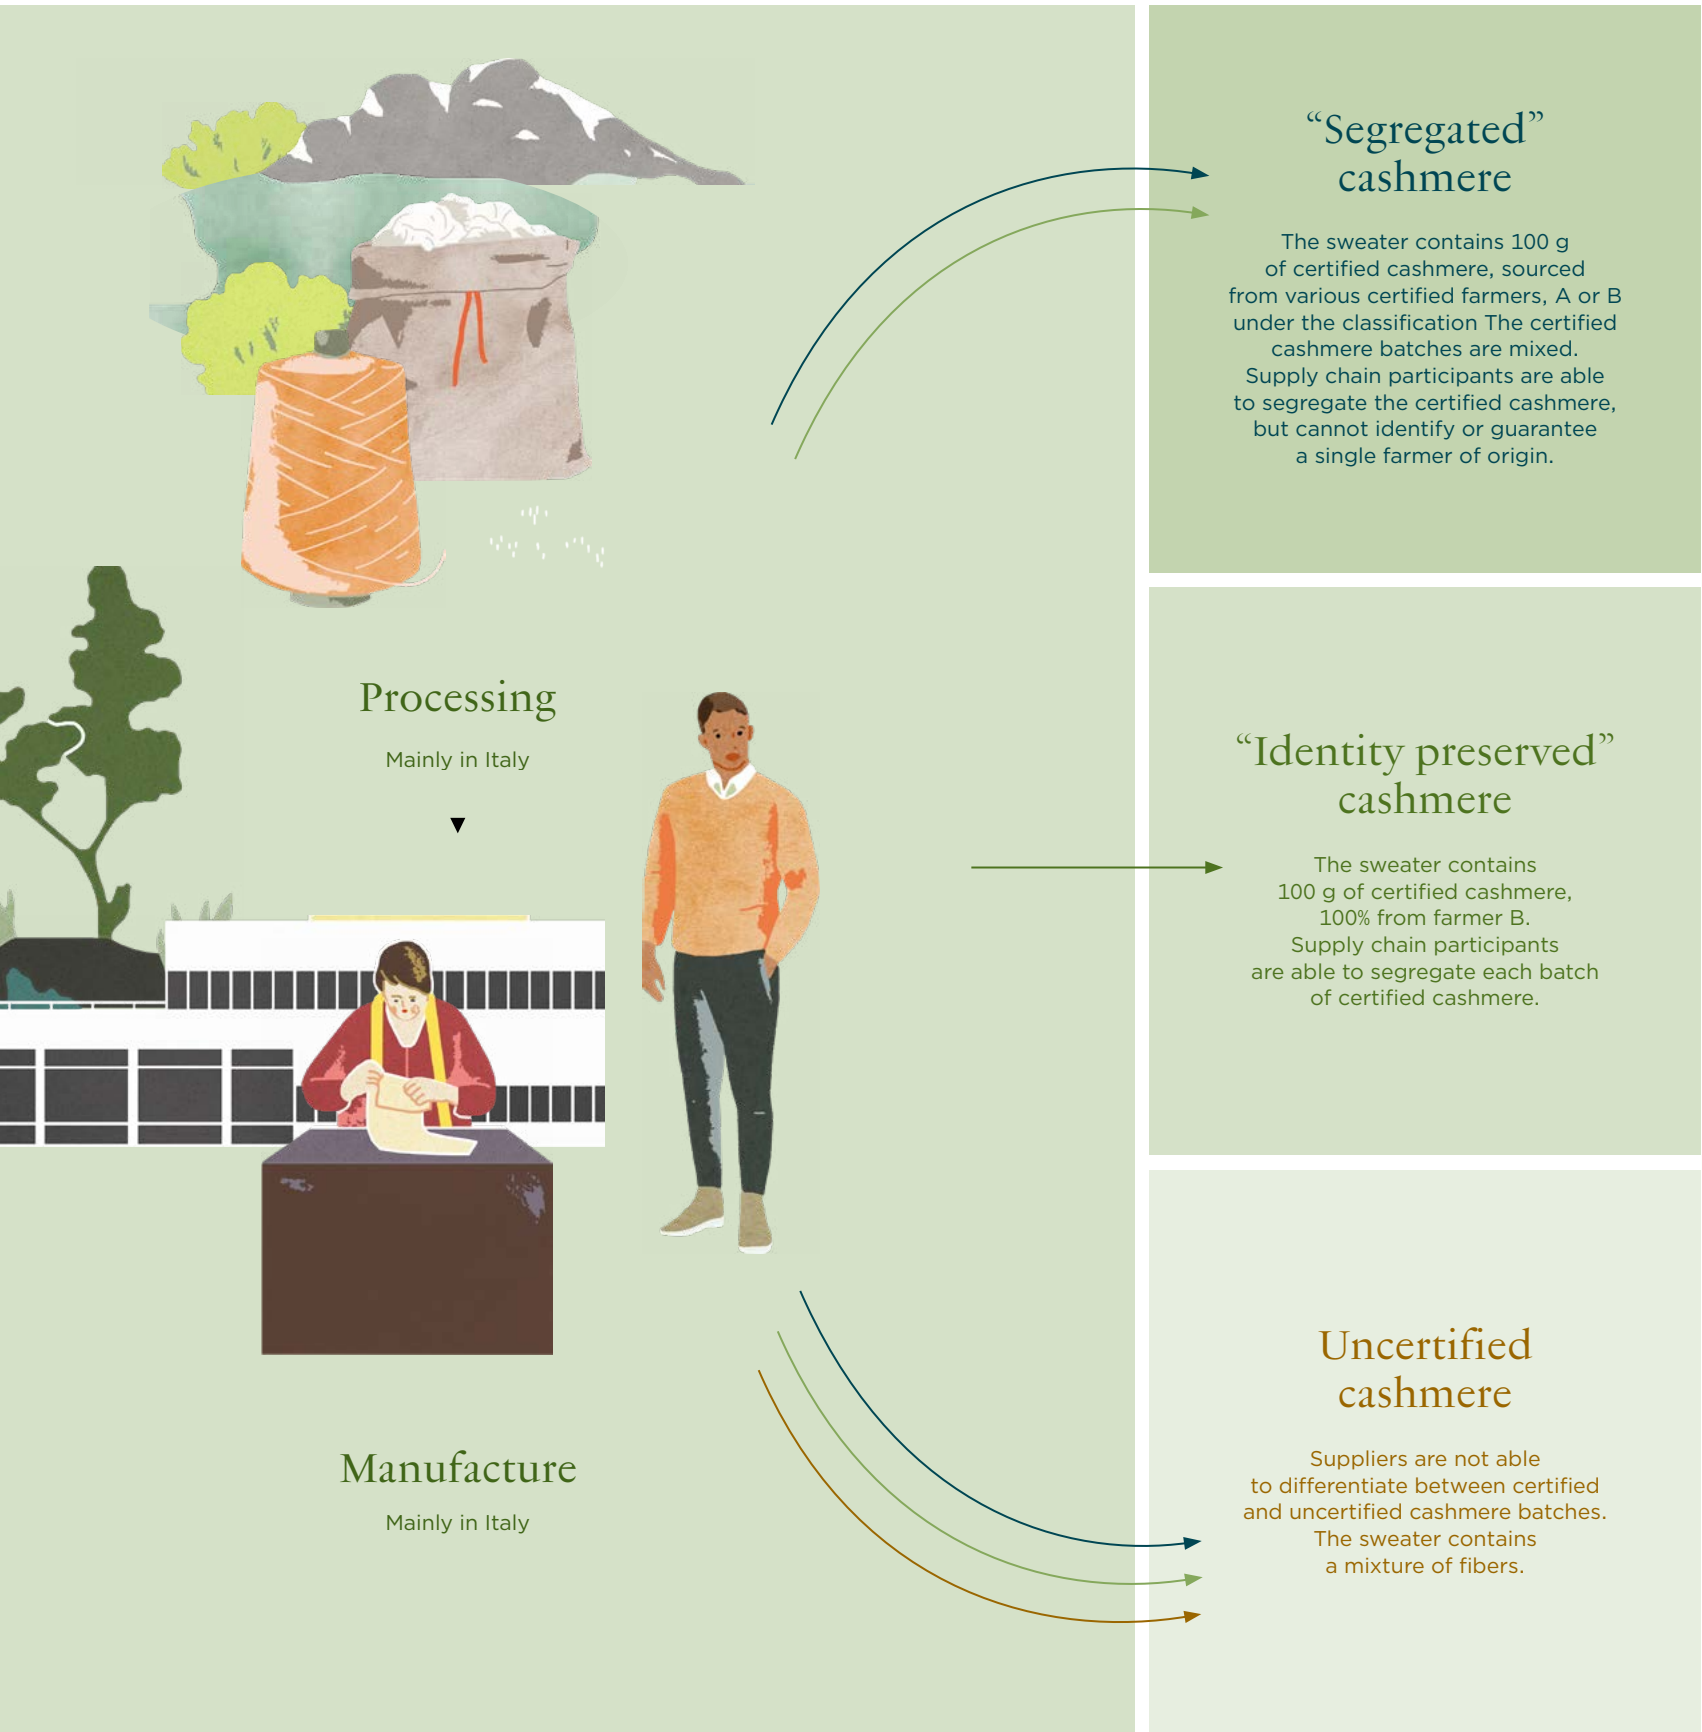 “Segregated”
cashmere
The sweater contains 100 g
of certified cashmere, sourced
from various certified farmers, A or B
under the classification The certified
cashmere batches are mixed.
Supply chain participants are able
to segregate the certified cashmere,
but cannot identify or guarantee
a single farmer of origin.
Processing
Mainly in Italy
“Identity preserved”
cashmere
The sweater contains
100 g of certified cashmere,
100% from farmer B.
Supply chain participants
are able to segregate each batch
of certified cashmere.
Manufacture
Mainly in Italy
Uncertified
cashmere
Suppliers are not able
to differentiate between certified
and uncertified cashmere batches.
The sweater contains
a mixture of fibers.